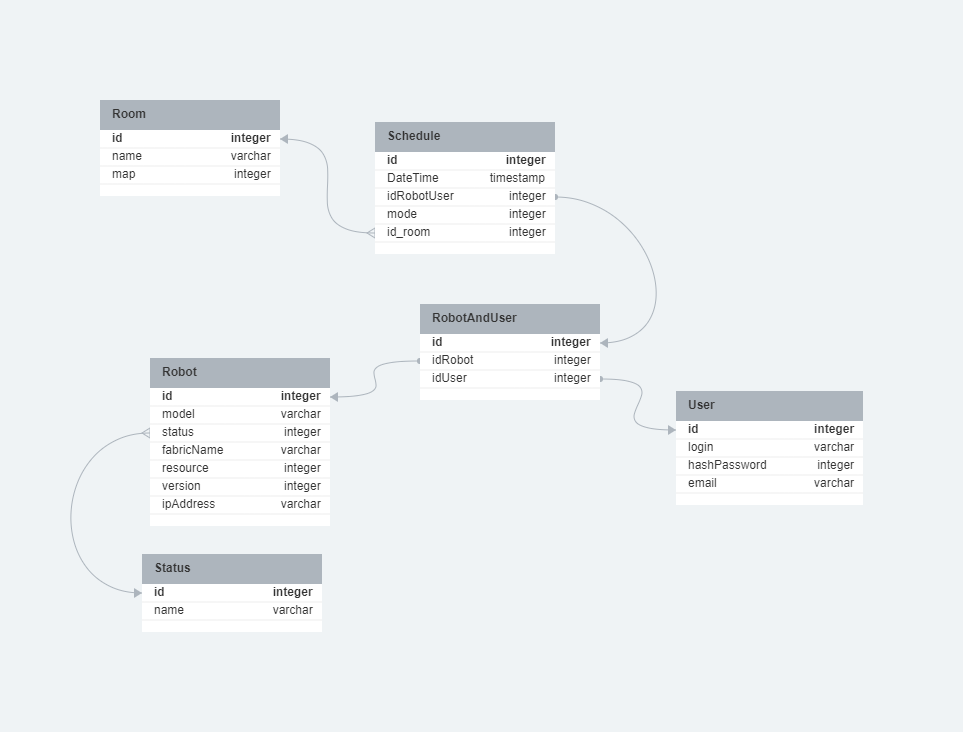 Room
id integer
name varchar
map integer
Schedule
id integer
DateTime timestamp
idRobotUser integer
mode integer
id_room integer
RobotAndUser
id integer
idRobot integer
idUser integer
Robot
id integer
model varchar
status integer
fabricName varchar
resource integer
version integer
ipAddress varchar
User
id integer
login varchar
hashPassword integer
email varchar
Status
id integer
name varchar